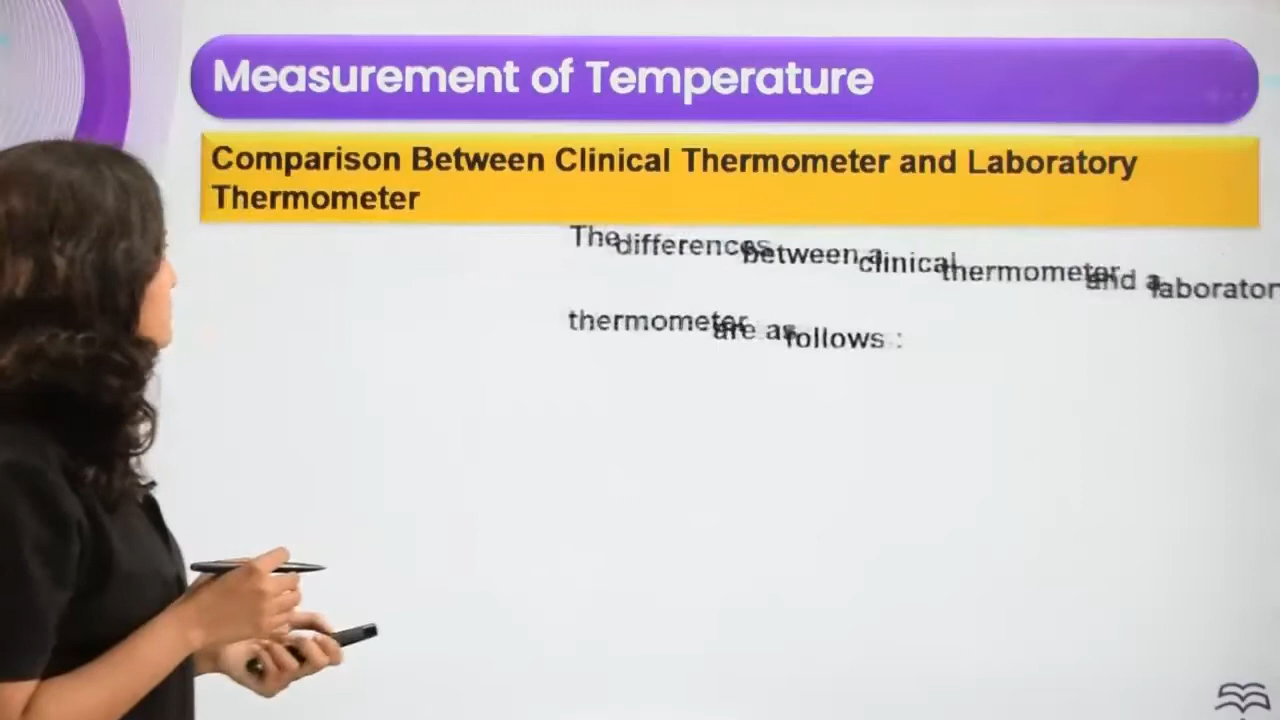 Measurement of Temperature
Comparison Between Clinical Thermometer and Laboratory
Thermometer
The differences between a clinical thermometer and a laborator
thermometer are as follows :